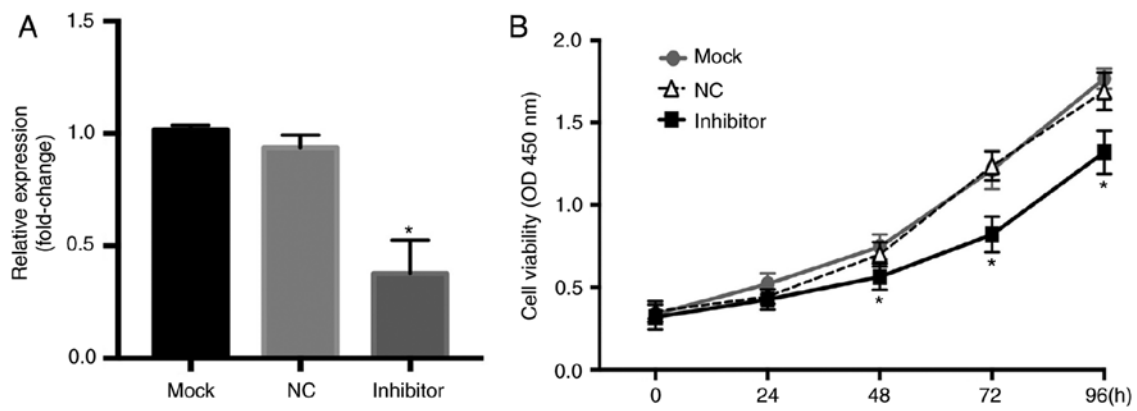 A
Relative expression
(fold-change)
1.5
1.0
0.5
0.0
*
Mock
NC
Inhibitor
B
Cell viability (OD 450 nm)
2.0
1.5
1.0
0.5
0.0
Mock
NC
Inhibitor
*
*
*
0
24
48
72
96(h)